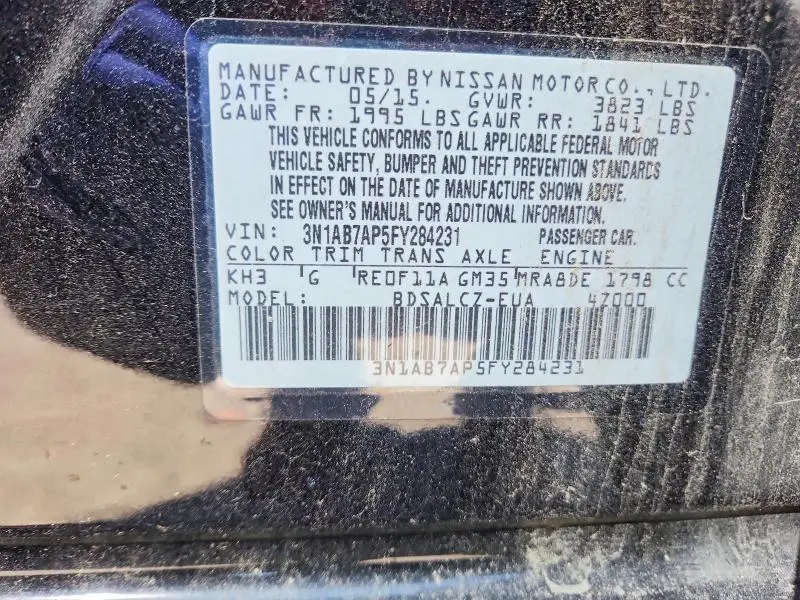 MANUFACTURED BY NISSAN MOTOR CO., LTD.
DATE: 05/15. GVWR: 3823 LBS
GAWR FR: 1995 LBS GAWR RR: 1841 LBS
THIS VEHICLE CONFORMS TO ALL APPLICABLE FEDERAL MOTOR
VEHICLE SAFETY, BUMPER AND THEFT PREVENTION STANDARDS
IN EFFECT ON THE DATE OF MANUFACTURE SHOWN ABOVE.
SEE OWNER'S MANUAL FOR ADDITIONAL INFORMATION.
VIN: 3N1AB7AP5FY284231 PASSENGER CAR.
COLOR TRIM TRANS AXLE ENGINE
KH3 G RE0F11A GM35 MRA8DE 1798 CC
MODEL: BDSALCZ-EUA 4Z000
3N1AB7AP5FY284231